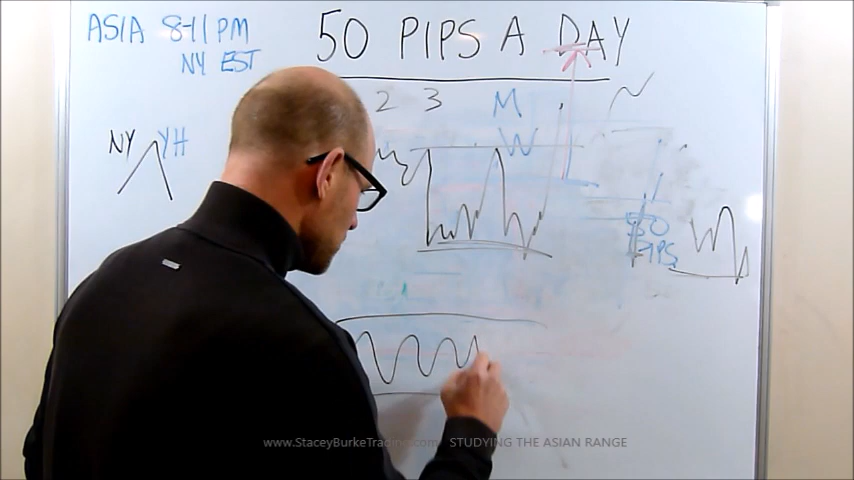 ASIA 8-11 PM
NY EST
50 PIPS A DAY
2 3 M
W
NY YH
50
PIPS
www.StaceyBurkeTrading.com STUDYING THE ASIAN RANGE